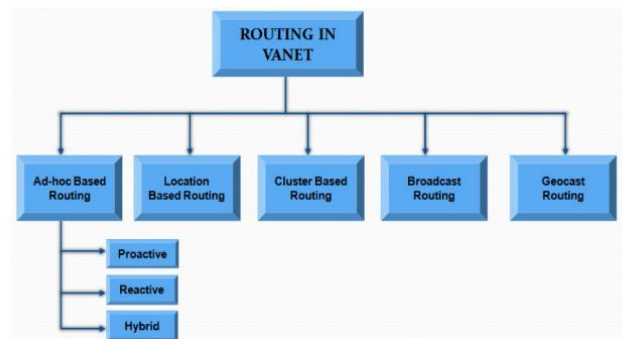 ROUTING IN
VANET
Ad-hoc Based
Routing
Location
Based Routing
Cluster Based
Routing
Broadcast
Routing
Geocast
Routing
Proactive
Reactive
Hybrid